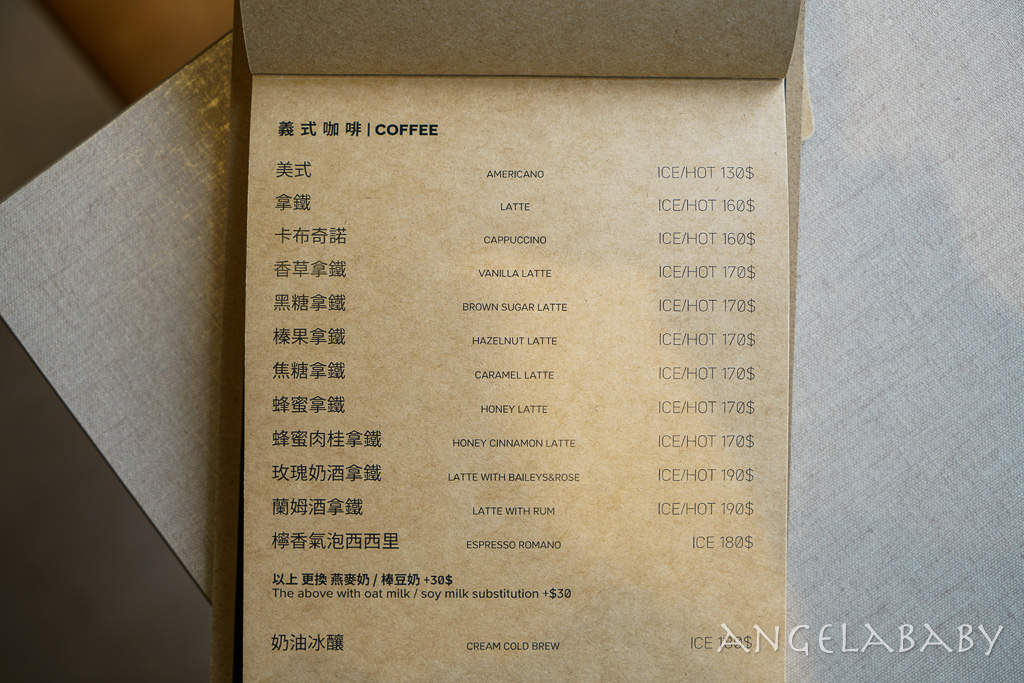 義式咖啡 | COFFEE
美式 AMERICANO ICE/HOT 130$
拿鐵 LATTE ICE/HOT 160$
卡布奇諾 CAPPUCCINO ICE/HOT 160$
香草拿鐵 VANILLA LATTE ICE/HOT 170$
黑糖拿鐵 BROWN SUGAR LATTE ICE/HOT 170$
榛果拿鐵 HAZELNUT LATTE ICE/HOT 170$
焦糖拿鐵 CARAMEL LATTE ICE/HOT 170$
蜂蜜拿鐵 HONEY LATTE ICE/HOT 170$
蜂蜜肉桂拿鐵 HONEY CINNAMON LATTE ICE/HOT 170$
玫瑰奶酒拿鐵 LATTE WITH BAILEYS&ROSE ICE/HOT 190$
蘭姆酒拿鐵 LATTE WITH RUM ICE/HOT 190$
檸香氣泡西西里 ESPRESSO ROMANO ICE 180$
以上 更換 燕麥奶 / 棒豆奶 +30$
The above with oat milk / soy milk substitution +$30
奶油冰釀 CREAM COLD BREW ICE
ANGELABABY